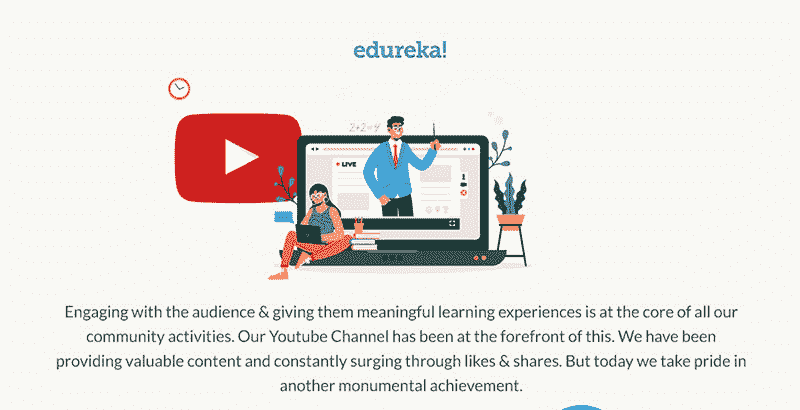 edureka!
2+2=4
LIVE
Engaging with the audience & giving them meaningful learning experiences is at the core of all our
community activities. Our Youtube Channel has been at the forefront of this. We have been
providing valuable content and constantly surging through likes & shares. But today we take pride in
another monumental achievement.